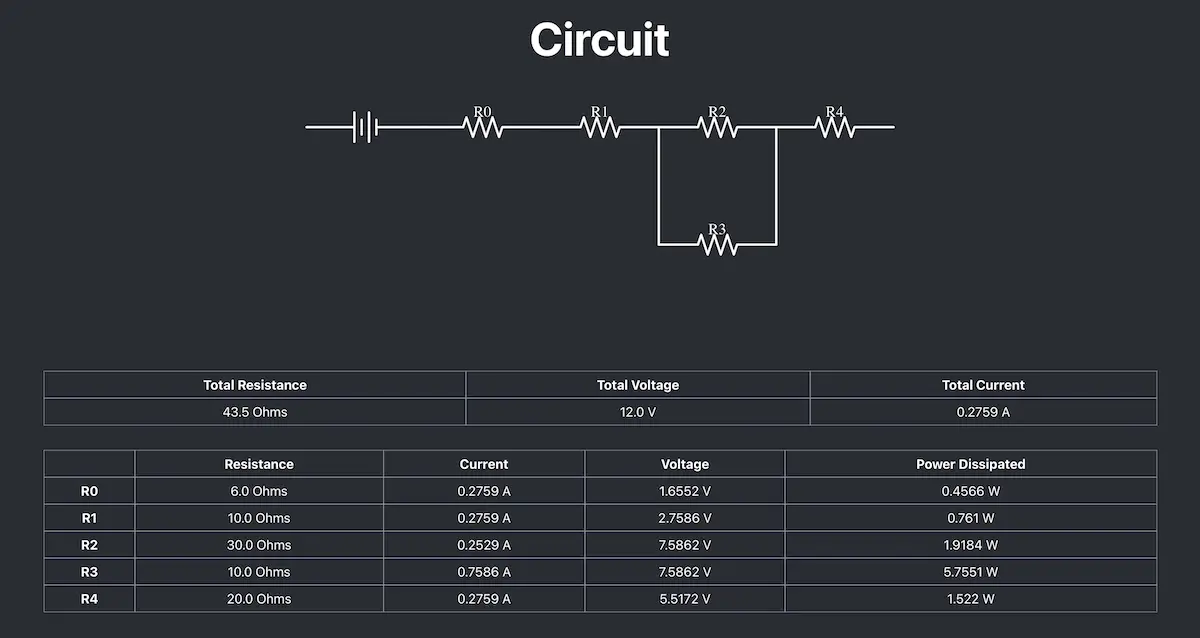 Circuit
R0 R1 R2 R4
R3
Total Resistance Total Voltage Total Current
43.5 Ohms 12.0 V 0.2759 A
Resistance Current Voltage Power Dissipated
R0 6.0 Ohms 0.2759 A 1.6552 V 0.4566 W
R1 10.0 Ohms 0.2759 A 2.7586 V 0.761 W
R2 30.0 Ohms 0.2529 A 7.5862 V 1.9184 W
R3 10.0 Ohms 0.7586 A 7.5862 V 5.7551 W
R4 20.0 Ohms 0.2759 A 5.5172 V 1.522 W